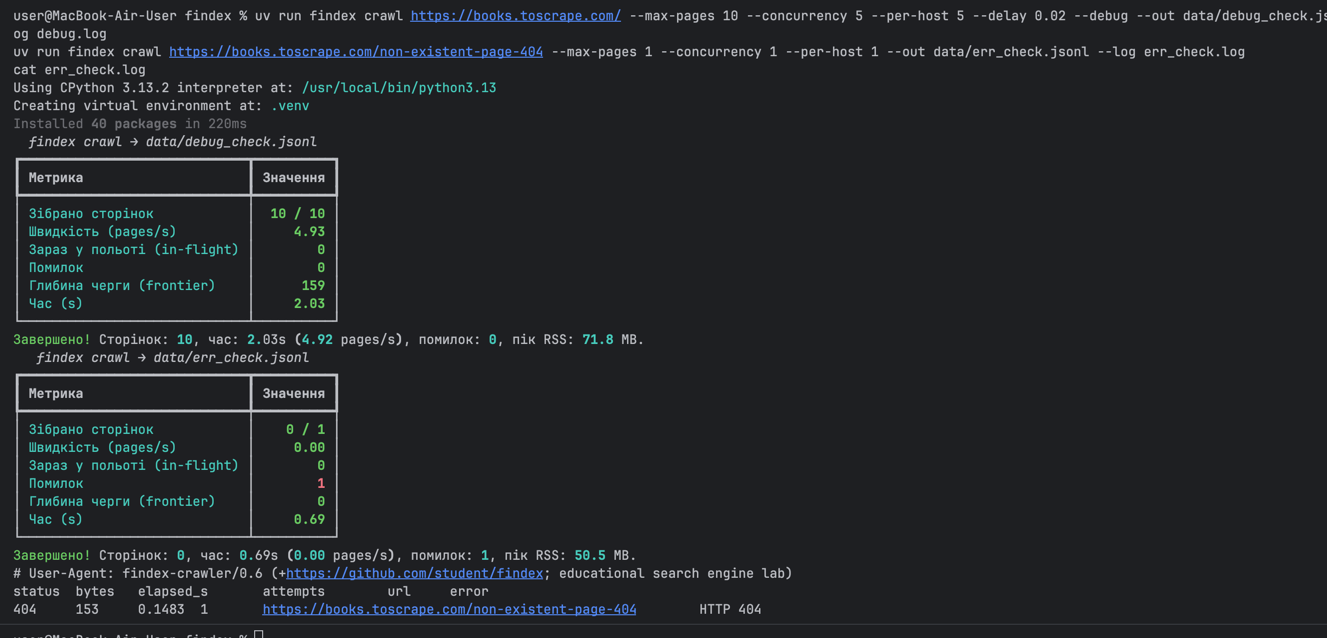 user@MacBook-Air-User findex % uv run findex crawl https://books.toscrape.com/ --max-pages 10 --concurrency 5 --per-host 5 --delay 0.02 --debug --out data/debug_check.js
og debug.log
uv run findex crawl https://books.toscrape.com/non-existent-page-404 --max-pages 1 --concurrency 1 --per-host 1 --out data/err_check.jsonl --log err_check.log
cat err_check.log
Using CPython 3.13.2 interpreter at: /usr/local/bin/python3.13
Creating virtual environment at: .venv
Installed 40 packages in 220ms
findex crawl → data/debug_check.jsonl
Метрика Значення
Зібрано сторінок 10 / 10
Швидкість (pages/s) 4.93
Зараз у польоті (in-flight) 0
Помилок 0
Глибина черги (frontier) 159
Час (s) 2.03
Завершено! Сторінок: 10, час: 2.03s (4.92 pages/s), помилок: 0, пік RSS: 71.8 MB.
findex crawl → data/err_check.jsonl
Метрика Значення
Зібрано сторінок 0 / 1
Швидкість (pages/s) 0.00
Зараз у польоті (in-flight) 0
Помилок 1
Глибина черги (frontier) 0
Час (s) 0.69
Завершено! Сторінок: 0, час: 0.69s (0.00 pages/s), помилок: 1, пік RSS: 50.5 MB.
# User-Agent: findex-crawler/0.6 (+https://github.com/student/findex; educational search engine lab)
status bytes elapsed_s attempts url error
404 153 0.1483 1 https://books.toscrape.com/non-existent-page-404 HTTP 404
user@MacBook-Air-User findex %